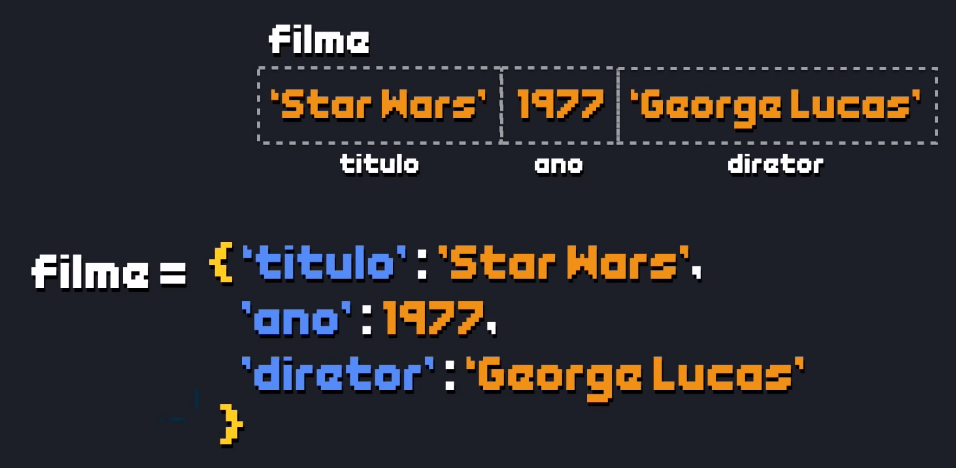 filme
'Star Wars' 1977 'George Lucas'
titulo ano diretor
filme = { 'titulo' : 'Star Wars',
'ano' : 1977,
'diretor' : 'George Lucas'
}